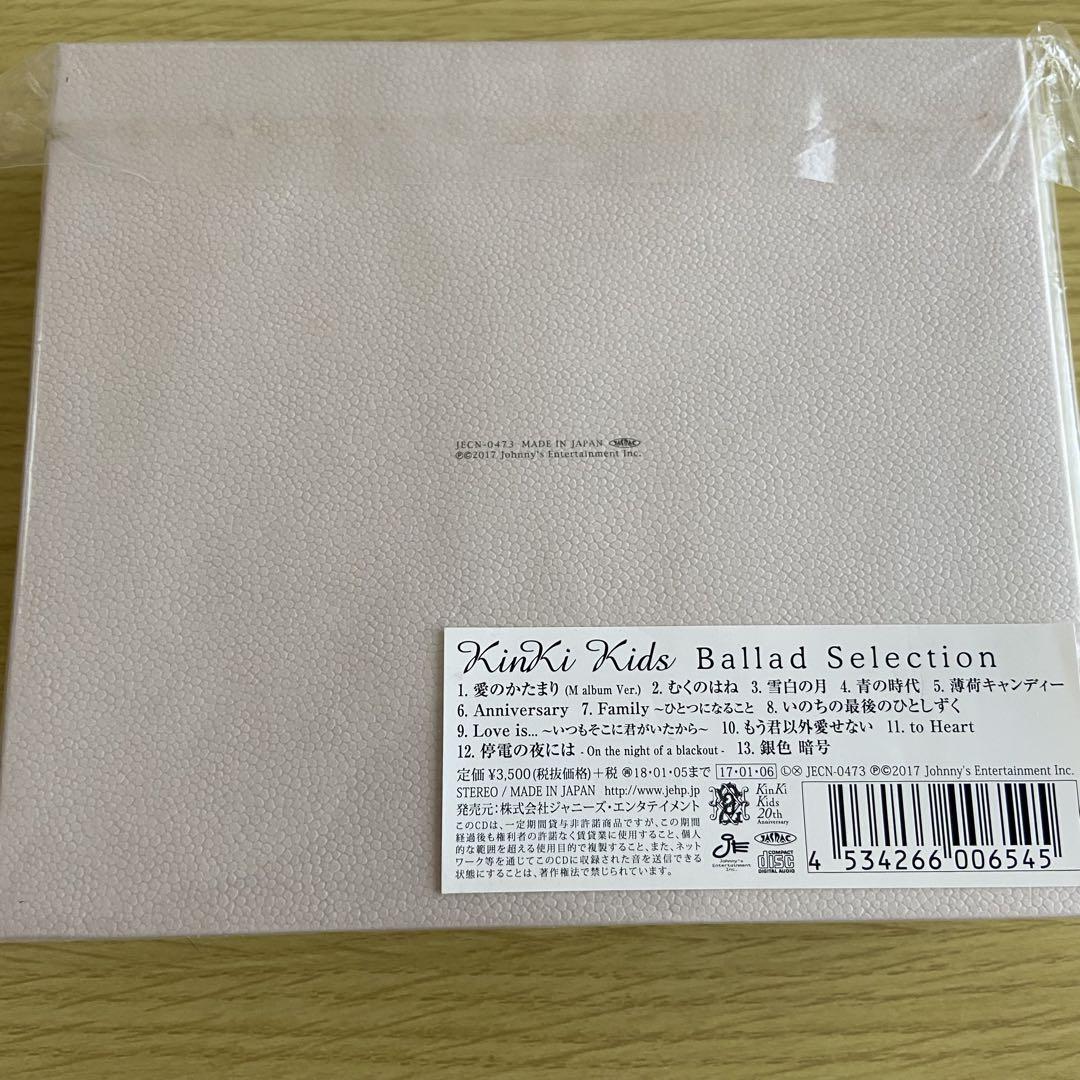 JECN-0473 MADE IN JAPAN JASRAC
Ⓟ©2017 Johnny's Entertainment Inc.
KinKi Kids Ballad Selection
1. 愛のかたまり (M album Ver.) 2. むくのはね 3. 雪白の月 4. 青の時代 5. 薄荷キャンディー
6. Anniversary 7. Family ~ひとつになること 8. いのちの最後のひとしずく
9. Love is... ~いつもそこに君がいたから~ 10. もう君以外愛せない 11. to Heart
12. 停電の夜には - On the night of a blackout - 13. 銀色 暗号
定価 ¥3,500(税抜価格)+税 ㊢18・01・05まで 17・01・06 Ⓛ JECN-0473 Ⓟ©2017 Johnny's Entertainment Inc.
STEREO / MADE IN JAPAN http://www.jehp.jp
発売元:株式会社ジャニーズ・エンタテイメント
このCDは、一定期間貸与非許諾商品ですが、この期間
経過後も権利者の許諾なく賃貸業に使用すること、個人
的な範囲を超える使用目的で複製すること、また、ネット
ワーク等を通じてこのCDに収録された音を送信できる
状態にすることは、著作権法で禁じられています。
KinKi
Kids
20th
Anniversary
JE
Johnny's
Entertainment
Inc.
JASRAC
COMPACT
disc
DIGITAL AUDIO
4 534266 006545